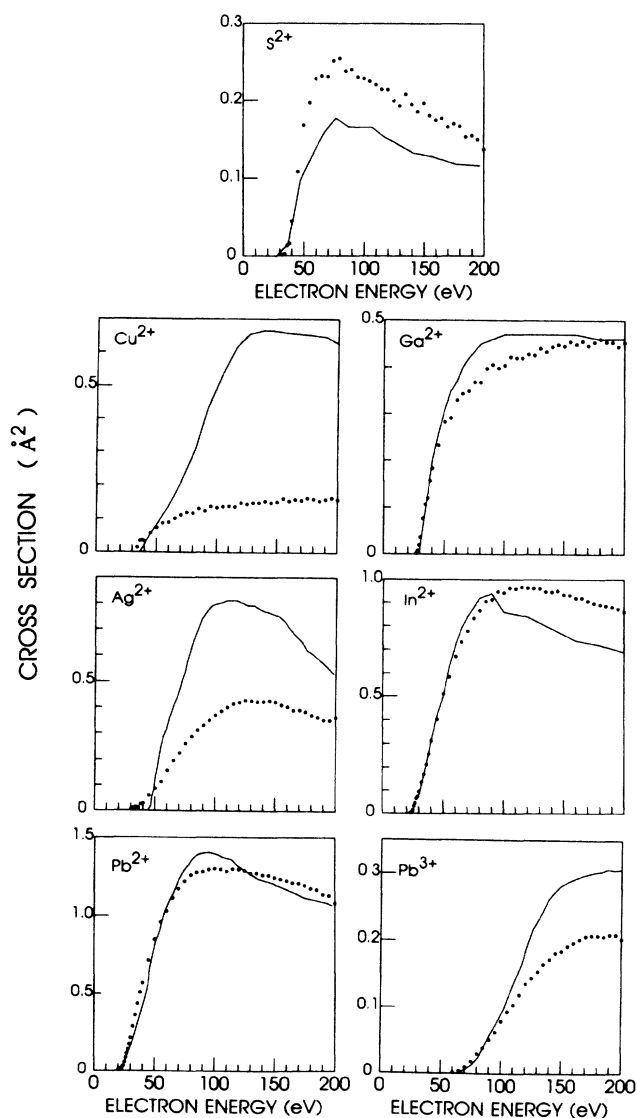 0.3
S²⁺
0.2
0.1
0
0 50 100 150 200
ELECTRON ENERGY (eV)
CROSS SECTION (Å²)
Cu²⁺
0.5
0
Ga²⁺
0.5
0
Ag²⁺
0.5
0
In²⁺
1.0
0.5
0
Pb²⁺
1.5
1.0
0.5
0
0 50 100 150 200
ELECTRON ENERGY (eV)
Pb³⁺
0.3
0.2
0.1
0
0 50 100 150 200
ELECTRON ENERGY (eV)